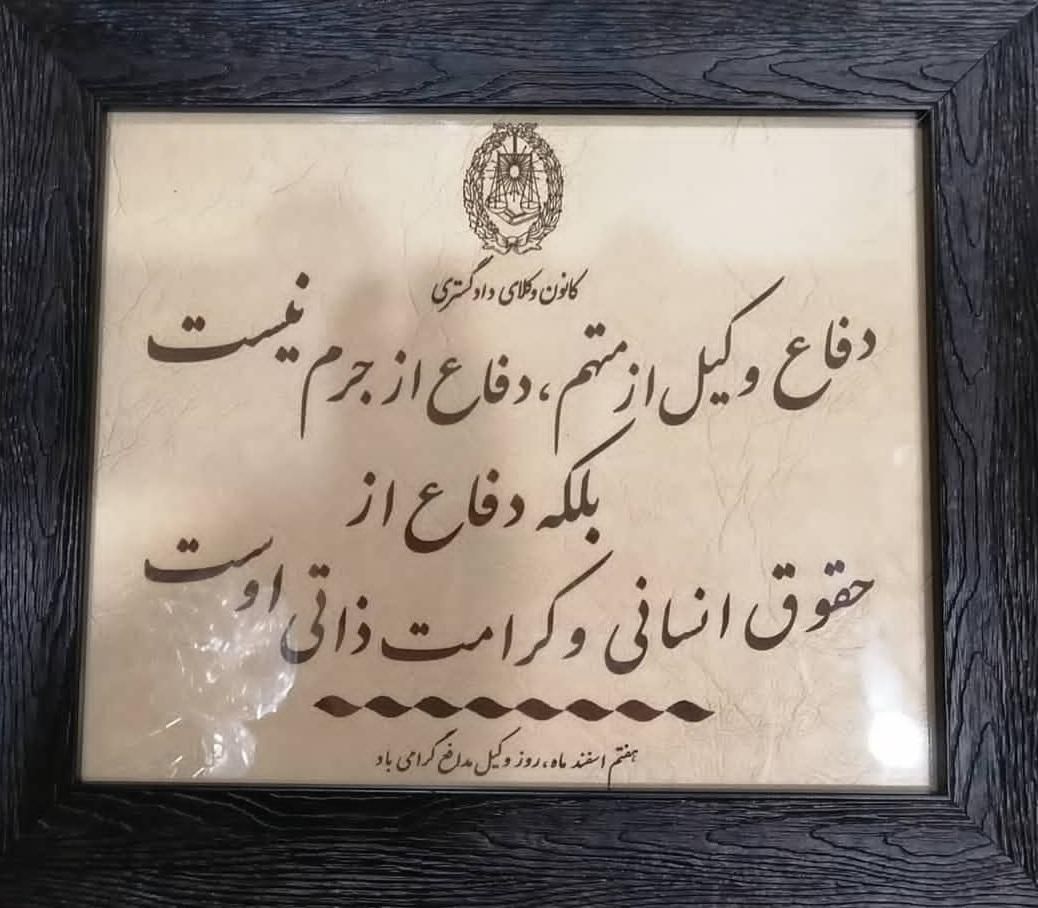 کانون وکلای دادگستری
دفاع وکیل از متهم، دفاع از جرم نیست
بلکه دفاع از
حقوق انسانی و کرامت ذاتی اوست
هفتم اسفند ماه، روز وکیل مدافع گرامی باد